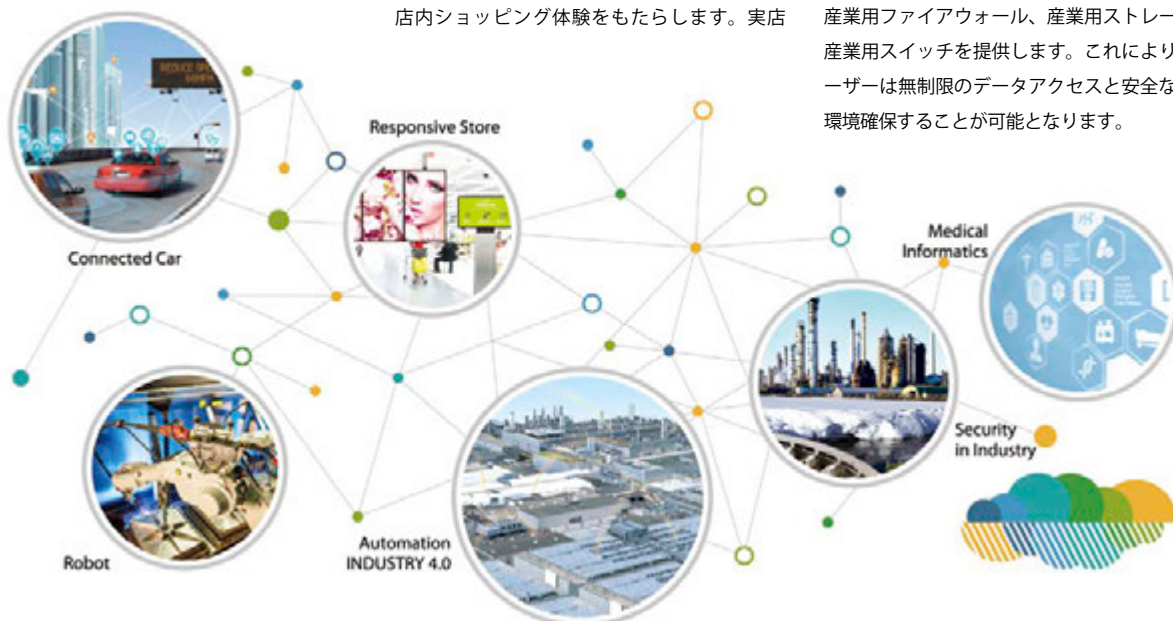 店内ショッピング体験をもたらします。実店
産業用ファイアウォール、産業用ストレー
産業用スイッチを提供します。これにより
ーザーは無制限のデータアクセスと安全な
環境確保することが可能となります。
REDUCE SPEED
60MPH
Connected Car
Responsive Store
Medical
Informatics
Robot
Automation
INDUSTRY 4.0
Security
in Industry